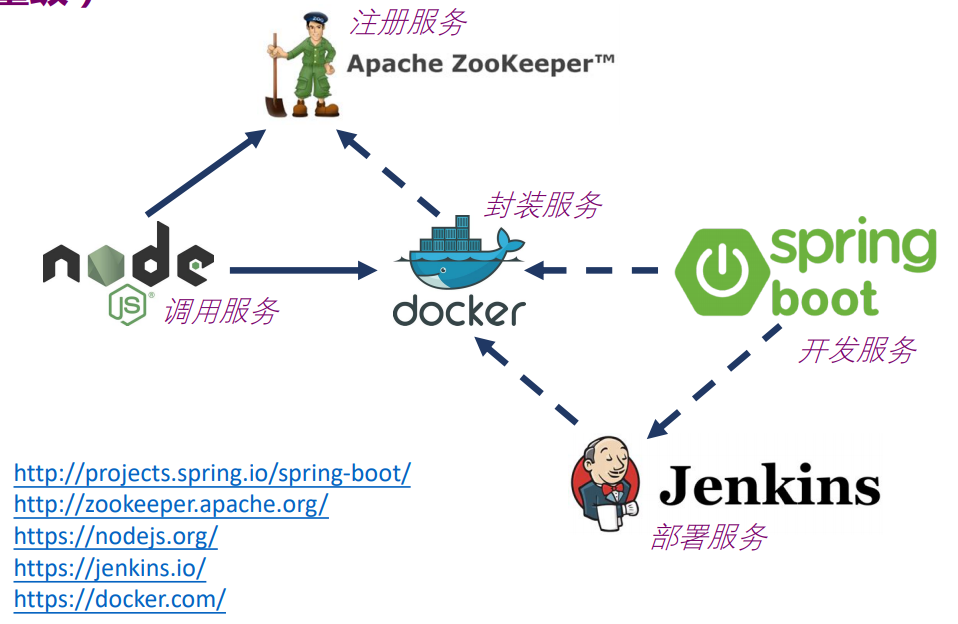 注册服务
Apache ZooKeeper™
封装服务
node
JS®
调用服务
docker
spring
boot
开发服务
Jenkins
部署服务
http://projects.spring.io/spring-boot/
http://zookeeper.apache.org/
https://nodejs.org/
https://jenkins.io/
https://docker.com/